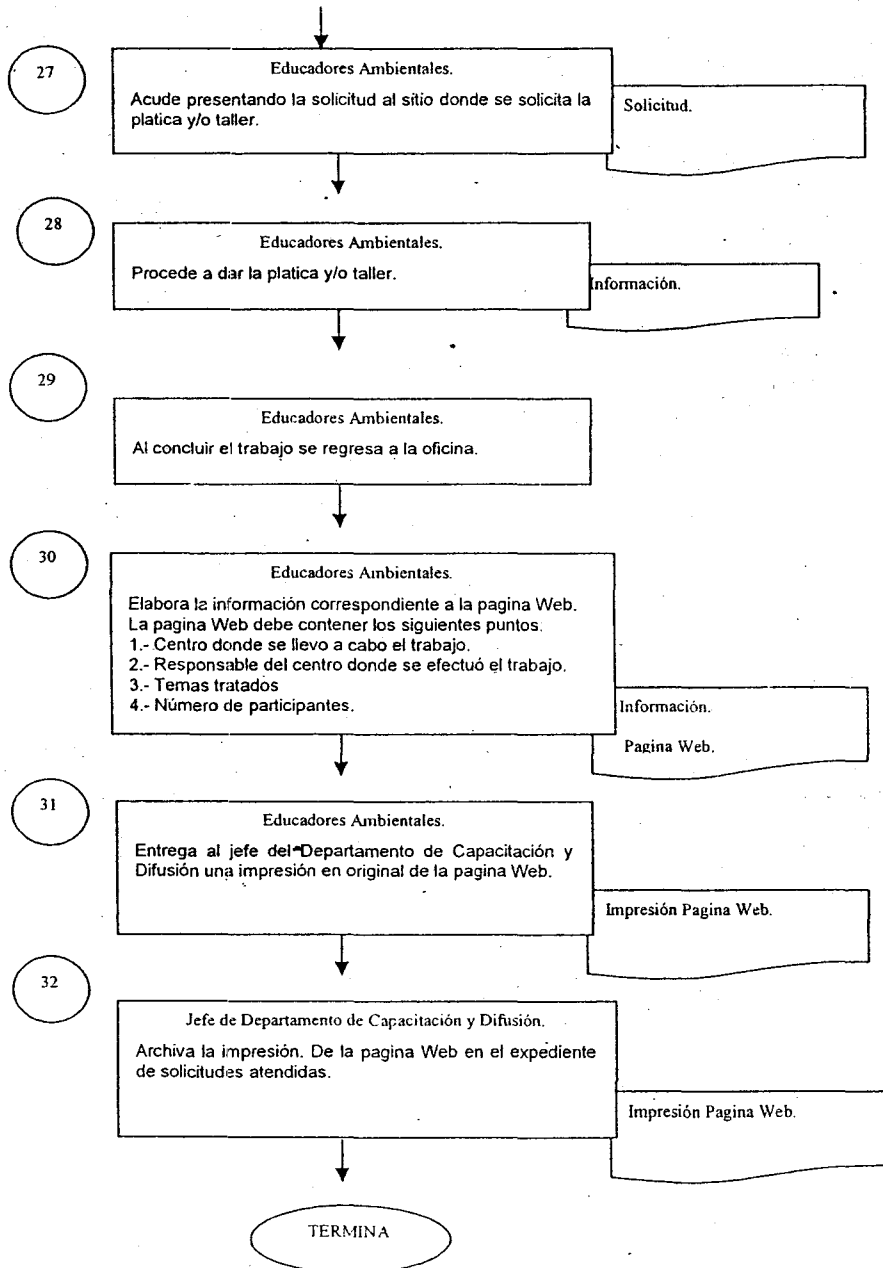 27
Educadores Ambientales.
Acude presentando la solicitud al sitio donde se solicita la
platica y/o taller.
Solicitud.
28
Educadores Ambientales.
Procede a dar la platica y/o taller.
Información.
29
Educadores Ambientales.
Al concluir el trabajo se regresa a la oficina.
30
Educadores Ambientales.
Elabora la información correspondiente a la pagina Web.
La pagina Web debe contener los siguientes puntos:
1.- Centro donde se llevo a cabo el trabajo.
2.- Responsable del centro donde se efectuó el trabajo.
3.- Temas tratados
4.- Número de participantes.
Información.
Pagina Web.
31
Educadores Ambientales.
Entrega al jefe del Departamento de Capacitación y
Difusión una impresión en original de la pagina Web.
Impresión Pagina Web.
32
Jefe de Departamento de Capacitación y Difusión.
Archiva la impresión. De la pagina Web en el expediente
de solicitudes atendidas.
Impresión Pagina Web.
TERMINA